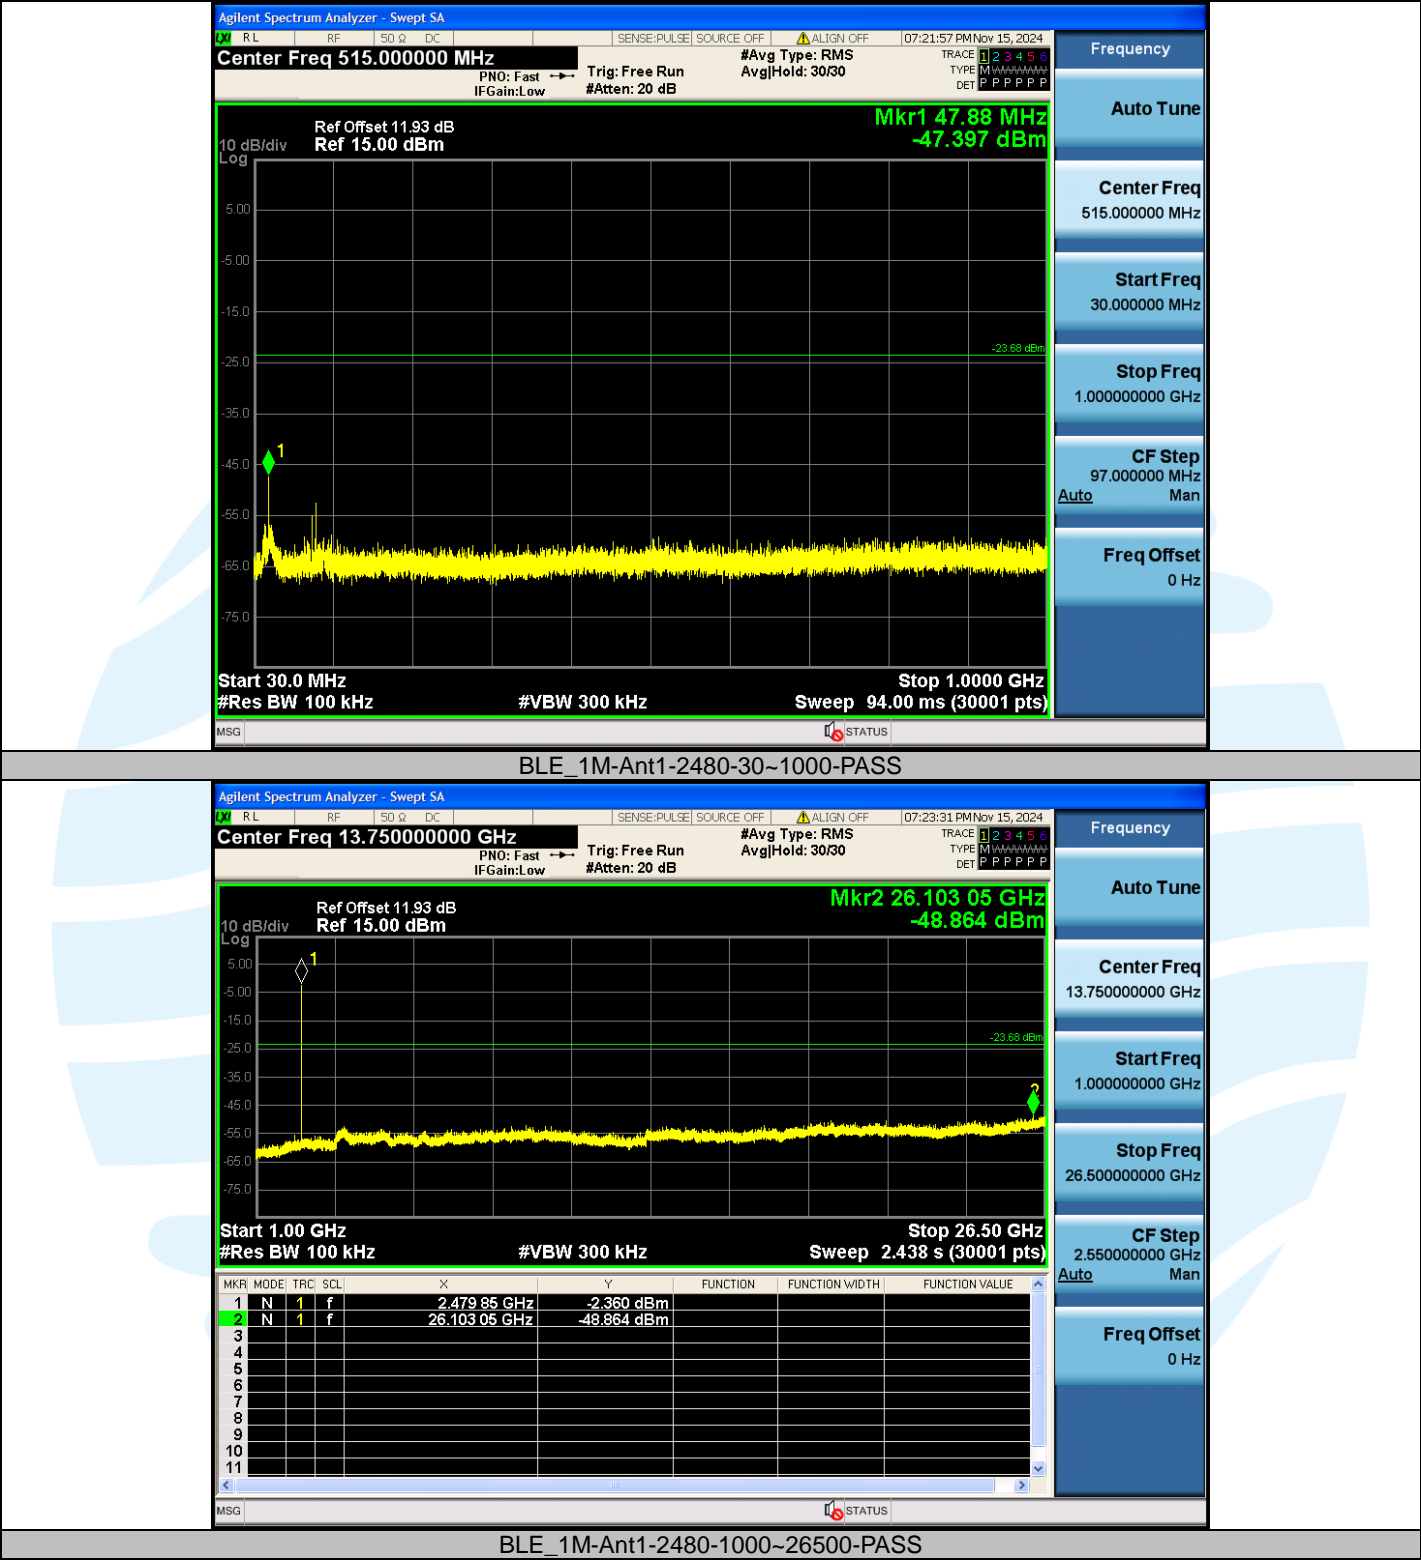 Agilent Spectrum Analyzer - Swept SA
LXI RL RF 50 Ω DC SENSE:PULSE SOURCE OFF ALIGN OFF 07:21:57 PM Nov 15, 2024
Center Freq 515.000000 MHz
PNO: Fast
IFGain:Low
Trig: Free Run
#Atten: 20 dB
#Avg Type: RMS
Avg|Hold: 30/30
TRACE 1 2 3 4 5 6
TYPE M
DET P P P P P P
Mkr1 47.88 MHz
-47.397 dBm
Ref Offset 11.93 dB
10 dB/div Ref 15.00 dBm
Log
5.00
-5.00
-15.0
-23.68 dBm
-25.0
-35.0
1
-45.0
-55.0
-65.0
-75.0
Start 30.0 MHz Stop 1.0000 GHz
#Res BW 100 kHz #VBW 300 kHz Sweep 94.00 ms (30001 pts)
MSG STATUS
Frequency
Auto Tune
Center Freq
515.000000 MHz
Start Freq
30.000000 MHz
Stop Freq
1.000000000 GHz
CF Step
97.000000 MHz
Auto Man
Freq Offset
0 Hz
BLE_1M-Ant1-2480-30~1000-PASS
Agilent Spectrum Analyzer - Swept SA
LXI RL RF 50 Ω DC SENSE:PULSE SOURCE OFF ALIGN OFF 07:23:31 PM Nov 15, 2024
Center Freq 13.750000000 GHz
PNO: Fast
IFGain:Low
Trig: Free Run
#Atten: 20 dB
#Avg Type: RMS
Avg|Hold: 30/30
TRACE 1 2 3 4 5 6
TYPE M
DET P P P P P P
Mkr2 26.103 05 GHz
-48.864 dBm
Ref Offset 11.93 dB
10 dB/div Ref 15.00 dBm
Log
1
5.00
-5.00
-15.0
-23.68 dBm
-25.0
-35.0
2
-45.0
-55.0
-65.0
-75.0
Start 1.00 GHz Stop 26.50 GHz
#Res BW 100 kHz #VBW 300 kHz Sweep 2.438 s (30001 pts)
MKR MODE TRC SCL X Y FUNCTION FUNCTION WIDTH FUNCTION VALUE
1 N 1 f 2.479 85 GHz -2.360 dBm
2 N 1 f 26.103 05 GHz -48.864 dBm
3
4
5
6
7
8
9
10
11
MSG STATUS
Frequency
Auto Tune
Center Freq
13.750000000 GHz
Start Freq
1.000000000 GHz
Stop Freq
26.500000000 GHz
CF Step
2.550000000 GHz
Auto Man
Freq Offset
0 Hz
BLE_1M-Ant1-2480-1000~26500-PASS